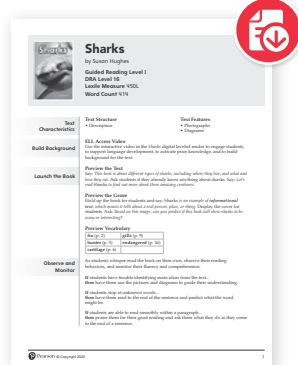 Sharks
Sharks
by Susan Hughes
Guided Reading Level I
DRA Level 16
Lexile Measure 450L
Word Count 414
Text
Characteristics
Text Structure
• Description
Text Features
• Photographs
• Diagrams
Build Background
ELL Access Video
Use the interactive video in the Sharks digital leveled reader to engage students,
to support language development, to activate prior knowledge, and to build
background for the text.
Launch the Book
Preview the Text
Say: This book is about different types of sharks, including where they live, and what and
how they eat. Ask students if they already know anything about sharks. Say: Let's
read Sharks to find out more about these amazing creatures.
Preview the Genre
Hold up the book for students and say: Sharks is an example of informational
text, which means it tells about a real person, place, or thing. Display the cover for
students. Ask: Based on this image, can you predict if this book will show sharks to be
scary or interesting?
Preview Vocabulary
fin (p. 2) gills (p. 9)
hunter (p. 5) endangered (p. 16)
cartilage (p. 6)
Observe and
Monitor
As students whisper-read the book on their own, observe their reading
behaviors, and monitor their fluency and comprehension.
If students have trouble identifying main ideas from the text...
then have them use the pictures and diagrams to guide their understanding.
If students stop at unknown words...
then have them read to the end of the sentence and predict what the word
might be.
If students are able to read smoothly within a paragraph...
then praise them for their good reading and ask them why they do as they come
to the end of a sentence.
Pearson © Copyright 2020
1